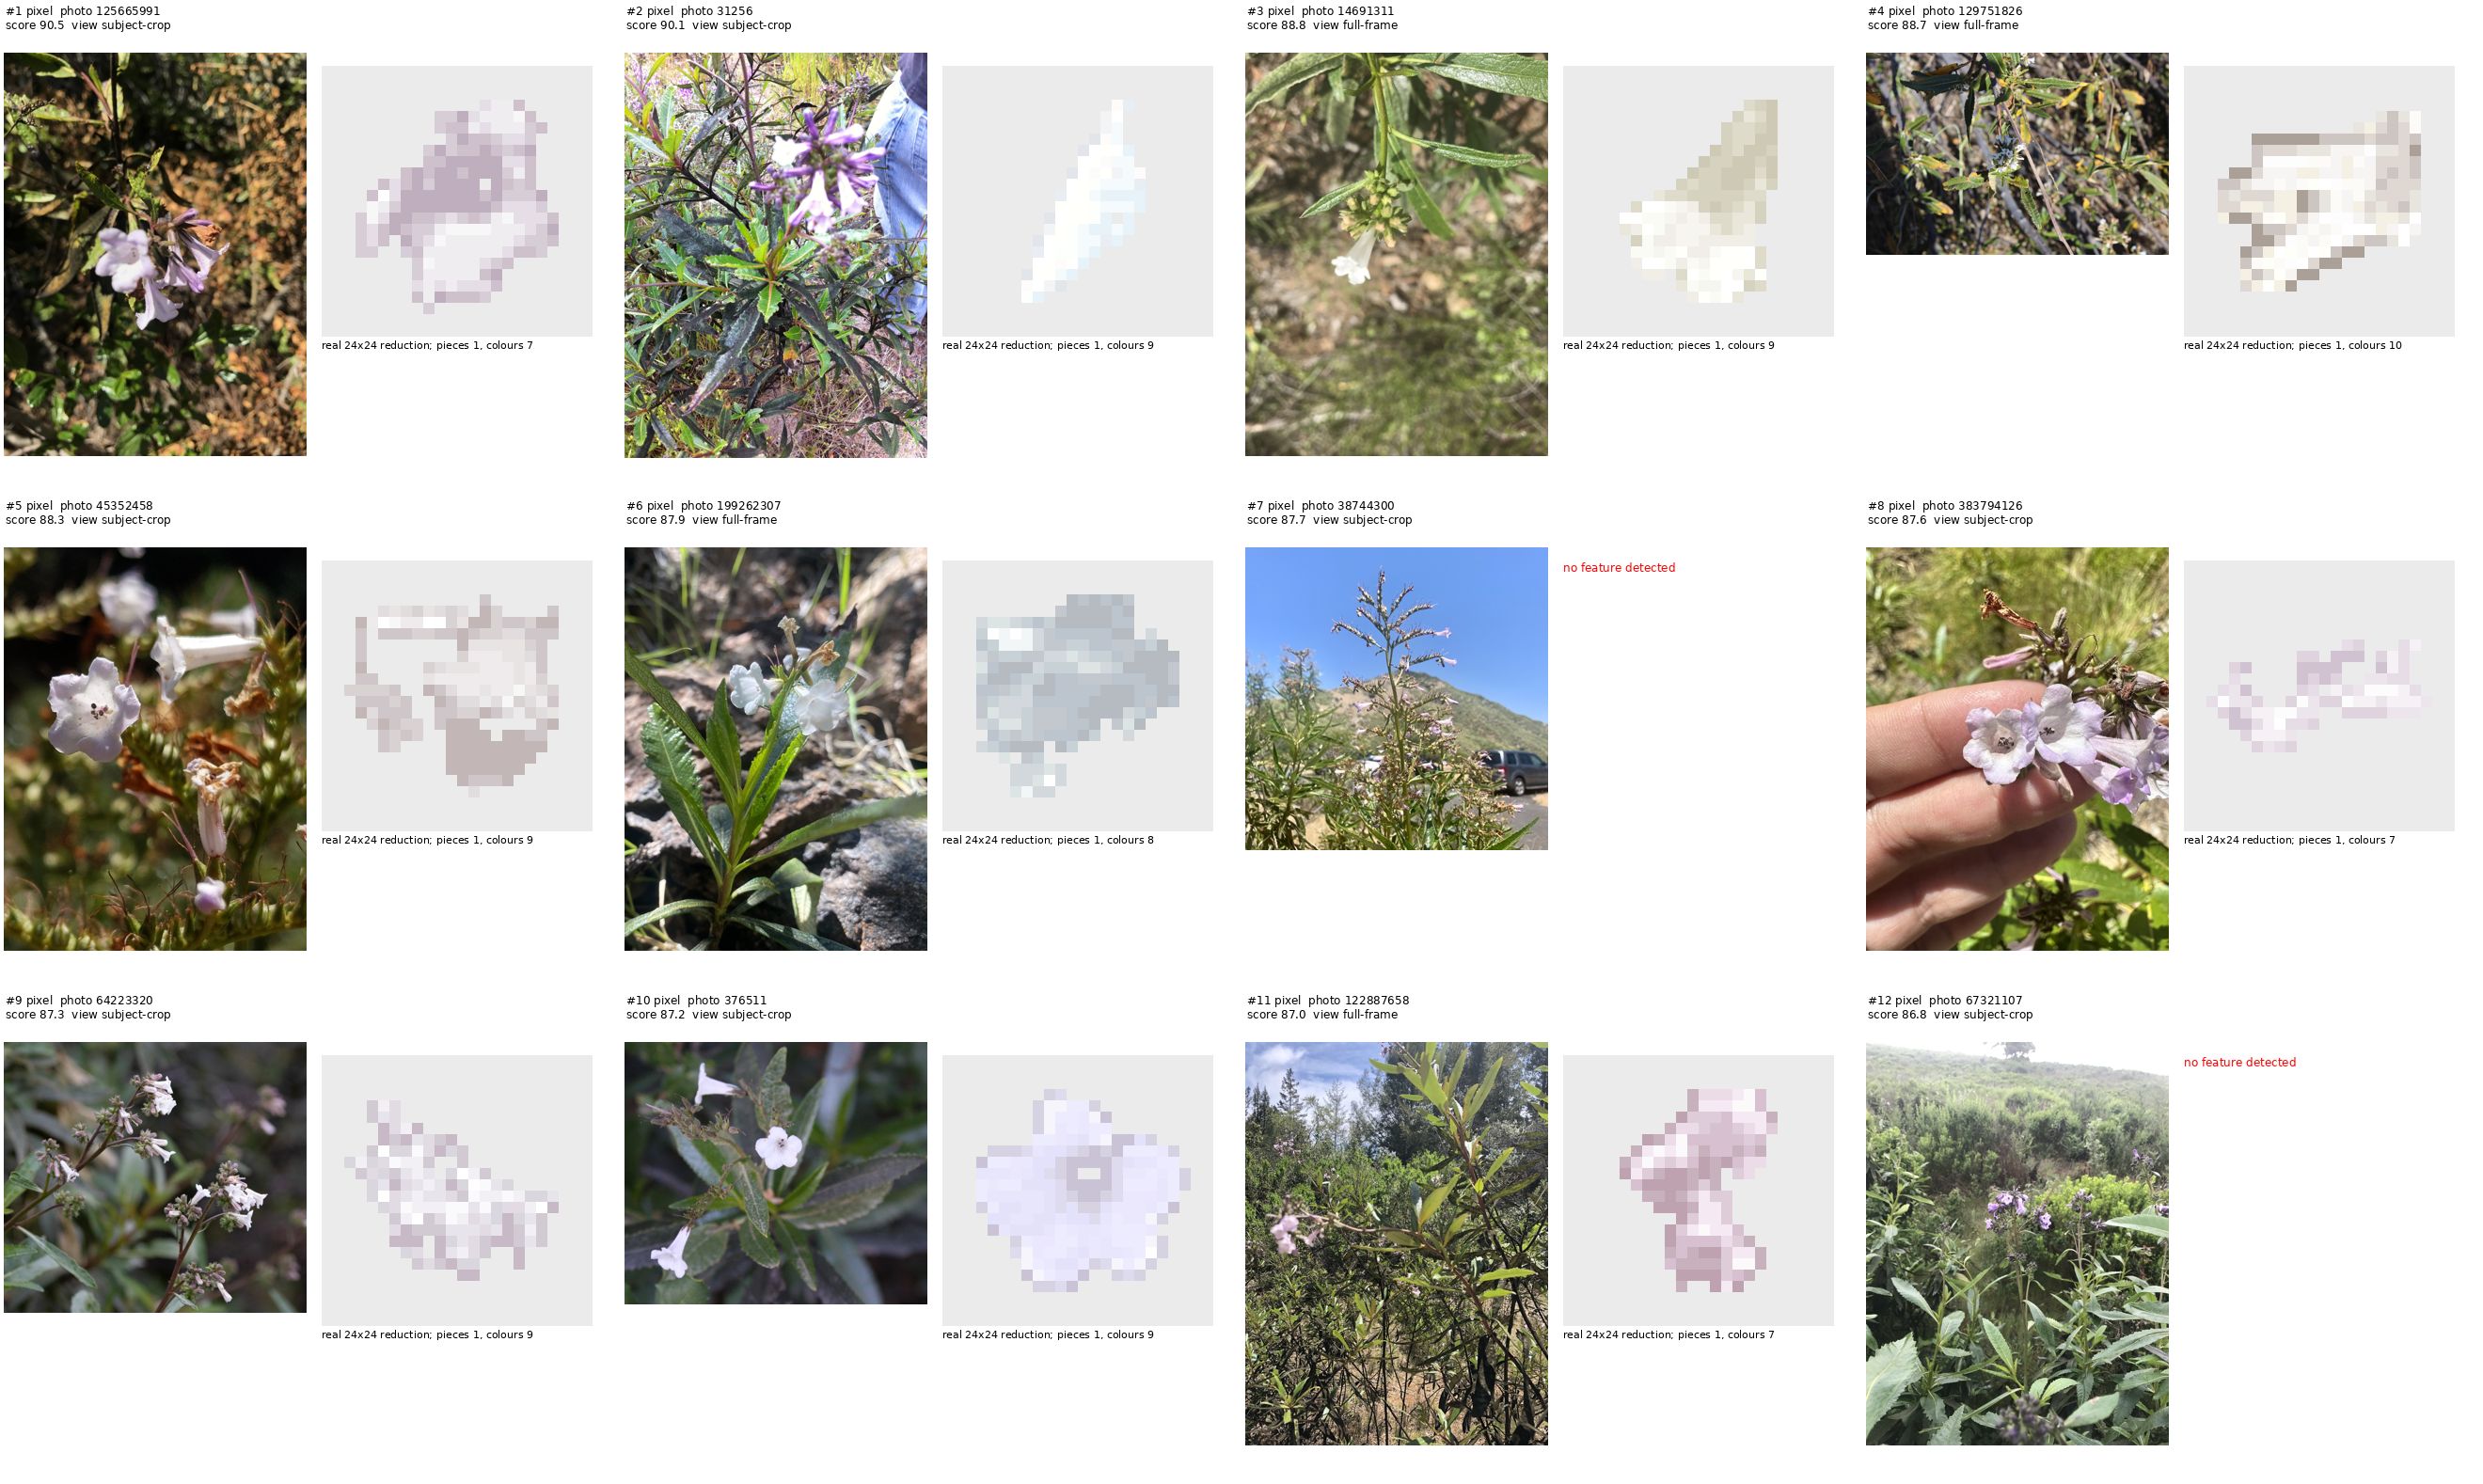 #1 pixel  photo 125665991
score 90.5  view subject-crop
real 24x24 reduction; pieces 1, colours 7
#2 pixel  photo 31256
score 90.1  view subject-crop
real 24x24 reduction; pieces 1, colours 9
#3 pixel  photo 14691311
score 88.8  view full-frame
real 24x24 reduction; pieces 1, colours 9
#4 pixel  photo 129751826
score 88.7  view full-frame
real 24x24 reduction; pieces 1, colours 10
#5 pixel  photo 45352458
score 88.3  view subject-crop
real 24x24 reduction; pieces 1, colours 9
#6 pixel  photo 199262307
score 87.9  view full-frame
real 24x24 reduction; pieces 1, colours 8
#7 pixel  photo 38744300
score 87.7  view subject-crop
no feature detected
#8 pixel  photo 383794126
score 87.6  view subject-crop
real 24x24 reduction; pieces 1, colours 7
#9 pixel  photo 64223320
score 87.3  view subject-crop
real 24x24 reduction; pieces 1, colours 9
#10 pixel  photo 376511
score 87.2  view subject-crop
real 24x24 reduction; pieces 1, colours 9
#11 pixel  photo 122887658
score 87.0  view full-frame
real 24x24 reduction; pieces 1, colours 7
#12 pixel  photo 67321107
score 86.8  view subject-crop
no feature detected